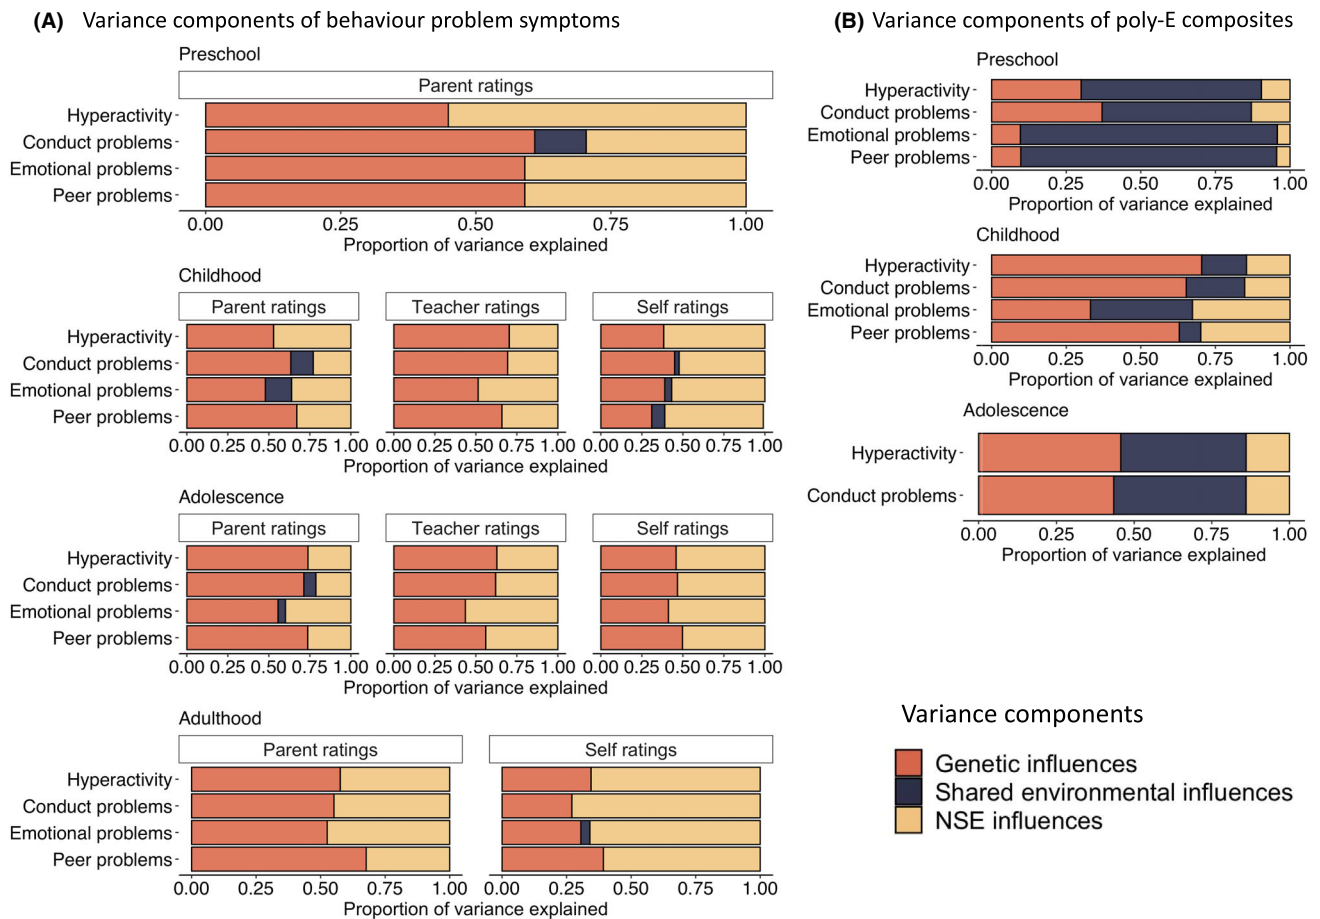 (A) Variance components of behaviour problem symptoms
Preschool
Parent ratings
Hyperactivity
Conduct problems
Emotional problems
Peer problems
0.00 0.25 0.50 0.75 1.00
Proportion of variance explained
Childhood
Parent ratings Teacher ratings Self ratings
Hyperactivity
Conduct problems
Emotional problems
Peer problems
0.00 0.25 0.50 0.75 1.00 0.00 0.25 0.50 0.75 1.00 0.00 0.25 0.50 0.75 1.00
Proportion of variance explained
Adolescence
Parent ratings Teacher ratings Self ratings
Hyperactivity
Conduct problems
Emotional problems
Peer problems
0.00 0.25 0.50 0.75 1.00 0.00 0.25 0.50 0.75 1.00 0.00 0.25 0.50 0.75 1.00
Proportion of variance explained
Adulthood
Parent ratings Self ratings
Hyperactivity
Conduct problems
Emotional problems
Peer problems
0.00 0.25 0.50 0.75 1.00 0.00 0.25 0.50 0.75 1.00
Proportion of variance explained
(B) Variance components of poly-E composites
Preschool
Hyperactivity
Conduct problems
Emotional problems
Peer problems
0.00 0.25 0.50 0.75 1.00
Proportion of variance explained
Childhood
Hyperactivity
Conduct problems
Emotional problems
Peer problems
0.00 0.25 0.50 0.75 1.00
Proportion of variance explained
Adolescence
Hyperactivity
Conduct problems
0.00 0.25 0.50 0.75 1.00
Proportion of variance explained
Variance components
Genetic influences
Shared environmental influences
NSE influences